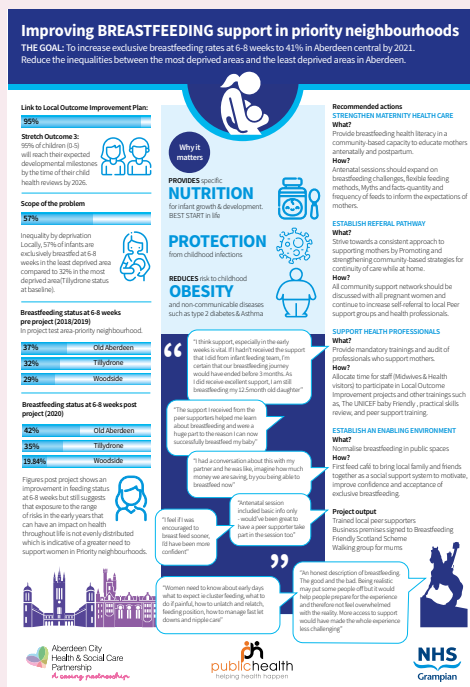 Improving BREASTFEEDING support in priority neighbourhoods
THE GOAL: To increase exclusive breastfeeding rates at 6-8 weeks to 41% in Aberdeen central by 2021.
Reduce the inequalities between the most deprived areas and the least deprived areas in Aberdeen.
Link to Local Outcome Improvement Plan:
95%
Stretch Outcome 3:
95% of children (0-5)
will reach their expected
developmental milestones
by the time of their child
health reviews by 2026.
Scope of the problem
57%
Inequality by deprivation
Locally, 57% of infants are
exclusively breastfed at 6-8
weeks in the least deprived area
compared to 32% in the most
deprived area(Tillydrone status
at baseline).
Breastfeeding status at 6-8 weeks
pre project (2018/2019)
In project test area-priority neighbourhood.
37% Old Aberdeen
32% Tillydrone
29% Woodside
Breastfeeding status at 6-8 weeks post
project (2020)
42% Old Aberdeen
35% Tillydrone
19.84% Woodside
Figures post project shows an
improvement in feeding status
at 6-8 weeks but still suggests
that exposure to the range
of risks in the early years that
can have an impact on health
throughout life is not evenly distributed
which is indicative of a greater need to
support women in Priority neighbourhoods.
Why it
matters
PROVIDES specific
NUTRITION
for infant growth & development.
BEST START in life
PROTECTION
from childhood infections
REDUCES risk to childhood
OBESITY
and non-communicable diseases
such as type 2 diabetes & Asthma
"I think support, especially in the early
weeks is vital. If I hadn't received the support
that I did from infant feeding team, I'm
certain that our breastfeeding journey
would have ended before 3 months. As
I did receive excellent support, I am still
breastfeeding my 12.5month old daughter"
"The support I received from the
peer supporters helped me learn
about breastfeeding and were a
huge part to the reason I can now
successfully breastfeed my baby"
"I had a conversation about this with my
partner and he was like, imagine how much
money we are saving, by you being able to
breastfeed now"
"Antenatal session
included basic info only
- would've been great to
have a peer supporter take
part in the session too"
"I feel if I was
encouraged to
breast feed sooner,
I'd have been more
confident"
"Women need to know about early days
what to expect ie cluster feeding, what to
do if painful, how to unlatch and relatch,
feeding position, how to manage fast let
downs and nipple care"
"An honest description of breastfeeding.
The good and the bad. Being realistic
may put some people off but it would
help people prepare for the experience
and therefore not feel overwhelmed
with the reality. More access to support
would have made the whole experience
less challenging"
Recommended actions
STRENGTHEN MATERNITY HEALTH CARE
What?
Provide breastfeeding health literacy in a
community-based capacity to educate mothers
antenatally and postpartum.
How?
Antenatal sessions should expand on
breastfeeding challenges, flexible feeding
methods, Myths and facts-quantity and
frequency of feeds to inform the expectations of
mothers.
ESTABLISH REFERAL PATHWAY
What?
Strive towards a consistent approach to
supporting mothers by Promoting and
strengthening community-based strategies for
continuity of care while at home.
How?
All community support network should be
discussed with all pregnant women and
continue to increase self-referral to local Peer
support groups and health professionals.
SUPPORT HEALTH PROFESSIONALS
What?
Provide mandatory trainings and audit of
professionals who support mothers.
How?
Allocate time for staff (Midwives & Health
visitors) to participate in Local Outcome
Improvement projects and other trainings such
as, The UNICEF baby Friendly , practical skills
review, and peer support training.
ESTABLISH AN ENABLING ENVIRONMENT
What?
Normalise breastfeeding in public spaces
How?
First feed café to bring local family and friends
together as a social support system to motivate,
improve confidence and acceptance of
exclusive breastfeeding.
Project output
Trained local peer supporters
Business premises signed to Breastfeeding
Friendly Scotland Scheme
Walking group for mums
Aberdeen City
Health & Social Care
Partnership
A caring partnership
publichealth
helping health happen
NHS
Grampian